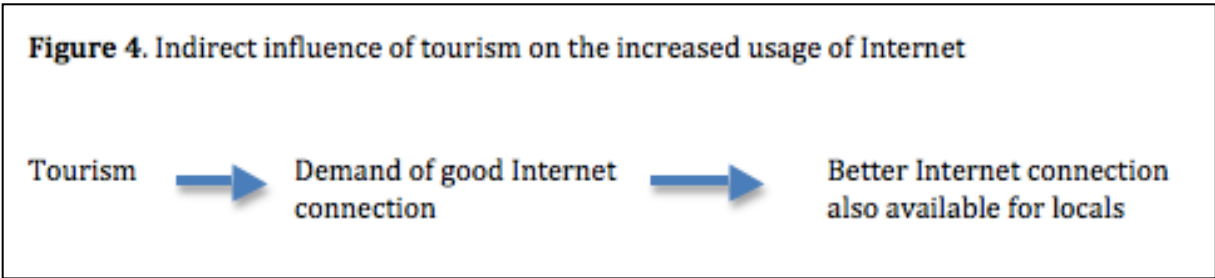 Figure 4. Indirect influence of tourism on the increased usage of Internet
Tourism
Demand of good Internet
connection
Better Internet connection
also available for locals